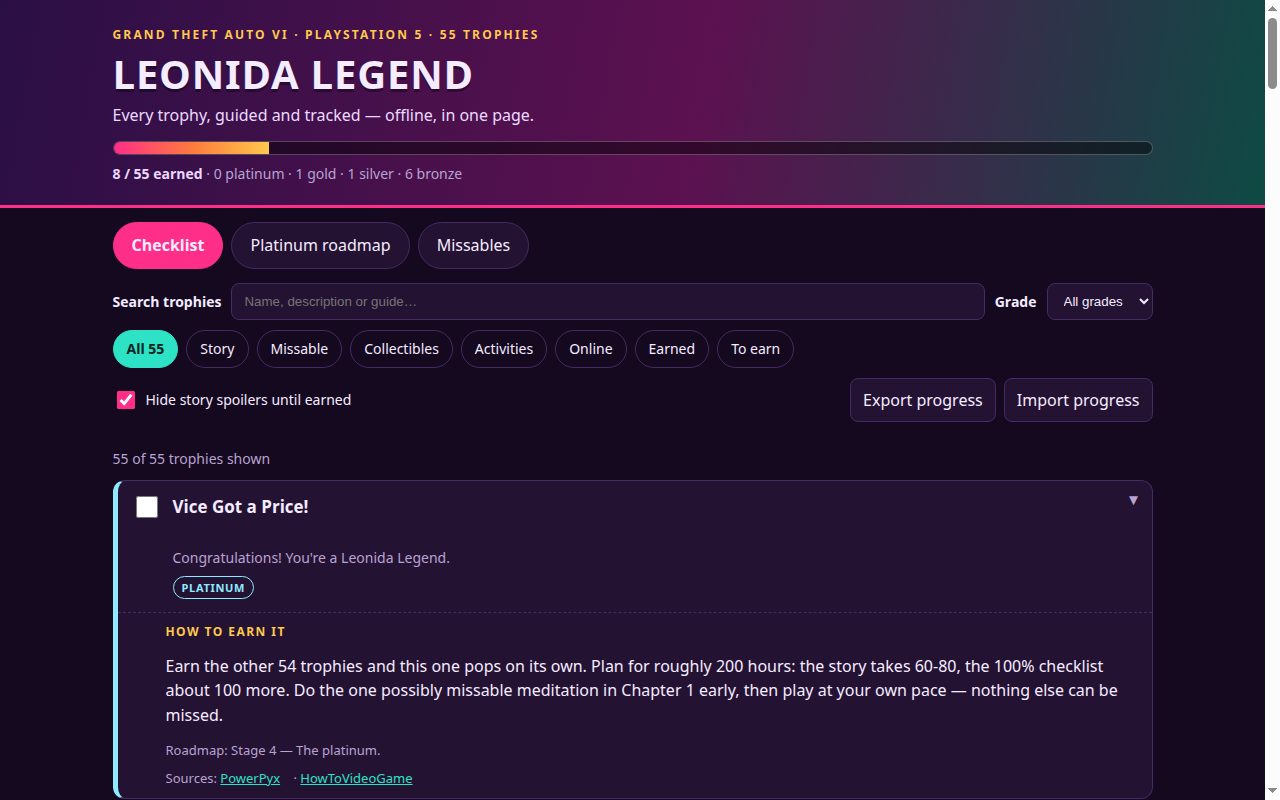 GRAND THEFT AUTO VI · PLAYSTATION 5 · 55 TROPHIES
LEONIDA LEGEND
Every trophy, guided and tracked — offline, in one page.
8 / 55 earned · 0 platinum · 1 gold · 1 silver · 6 bronze
Checklist
Platinum roadmap
Missables
Search trophies
Name, description or guide…
Grade
All grades
All 55
Story
Missable
Collectibles
Activities
Online
Earned
To earn
Hide story spoilers until earned
Export progress
Import progress
55 of 55 trophies shown
Vice Got a Price!
Congratulations! You're a Leonida Legend.
PLATINUM
HOW TO EARN IT
Earn the other 54 trophies and this one pops on its own. Plan for roughly 200 hours: the story takes 60-80, the 100% checklist
about 100 more. Do the one possibly missable meditation in Chapter 1 early, then play at your own pace — nothing else can be
missed.
Roadmap: Stage 4 — The platinum.
Sources: PowerPyx · HowToVideoGame